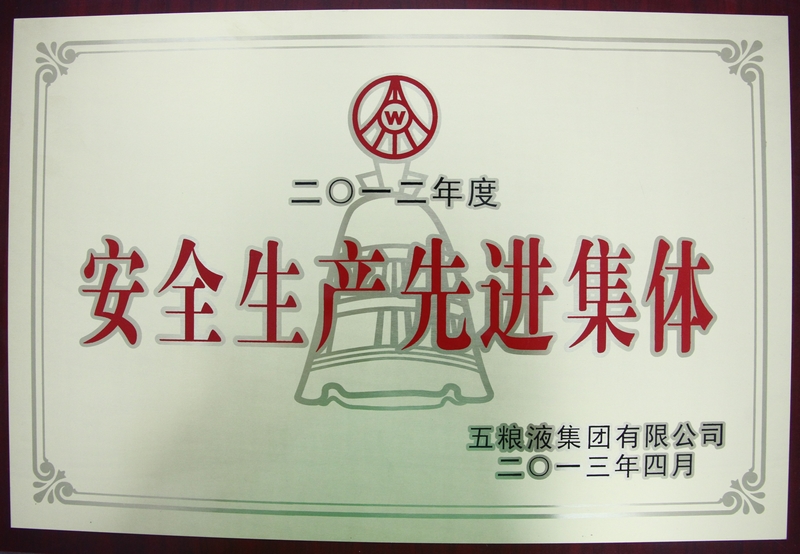 W
二〇一二年度
安全生产先进集体
五粮液集团有限公司
二〇一三年四月